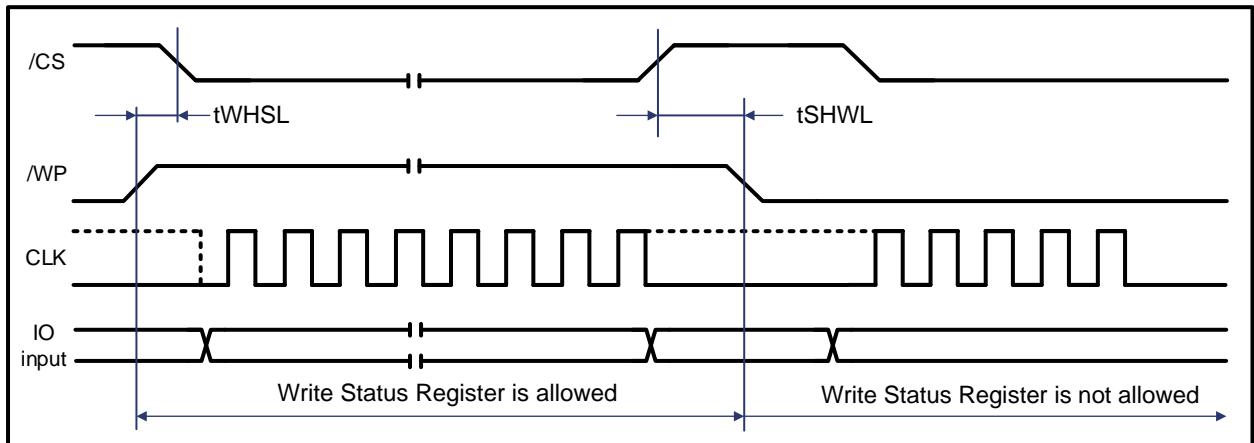 /CS
tWHSL
tSHWL
/WP
CLK
IO
input
Write Status Register is allowed
Write Status Register is not allowed